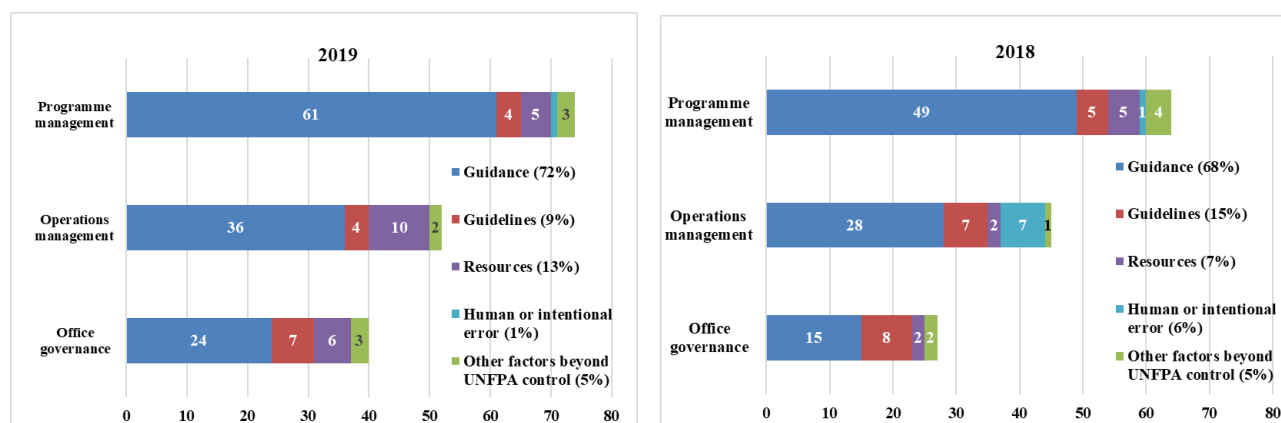 2019
Programme
management
61
4
5
3
Guidance (72%)
Operations
management
36
4
10
2
Guidelines (9%)
Resources (13%)
Office
governance
24
7
6
3
Human or intentional
error (1%)
Other factors beyond
UNFPA control (5%)
0 10 20 30 40 50 60 70 80
2018
Programme
management
49
5
5
1
4
Guidance (68%)
Operations
management
28
7
2
7
1
Guidelines (15%)
Resources (7%)
Office
governance
15
8
2
2
Human or intentional
error (6%)
Other factors beyond
UNFPA control (5%)
0 10 20 30 40 50 60 70 80